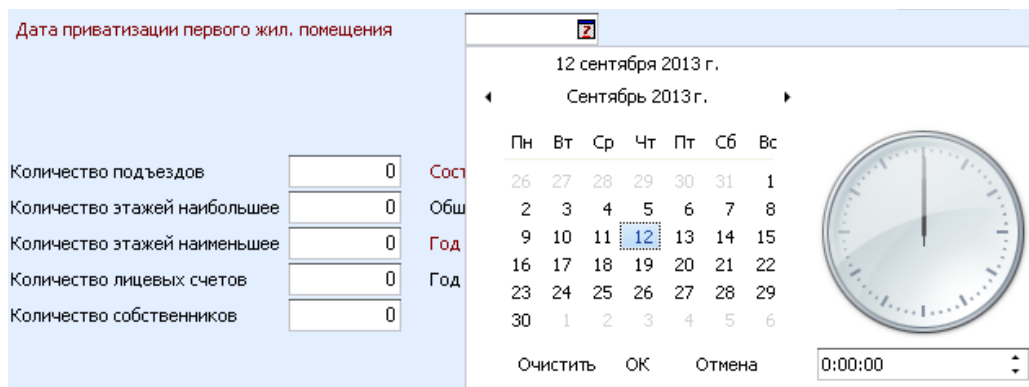 Дата приватизации первого жил. помещения
12 сентября 2013 г.
Сентябрь 2013 г.
Пн Вт Ср Чт Пт Сб Вс
26 27 28 29 30 31 1
2 3 4 5 6 7 8
9 10 11 12 13 14 15
16 17 18 19 20 21 22
23 24 25 26 27 28 29
30 1 2 3 4 5 6
Очистить ОК Отмена 0:00:00
Количество подъездов 0 Сост
Количество этажей наибольшее 0 Общ
Количество этажей наименьшее 0 Год
Количество лицевых счетов 0 Год
Количество собственников 0